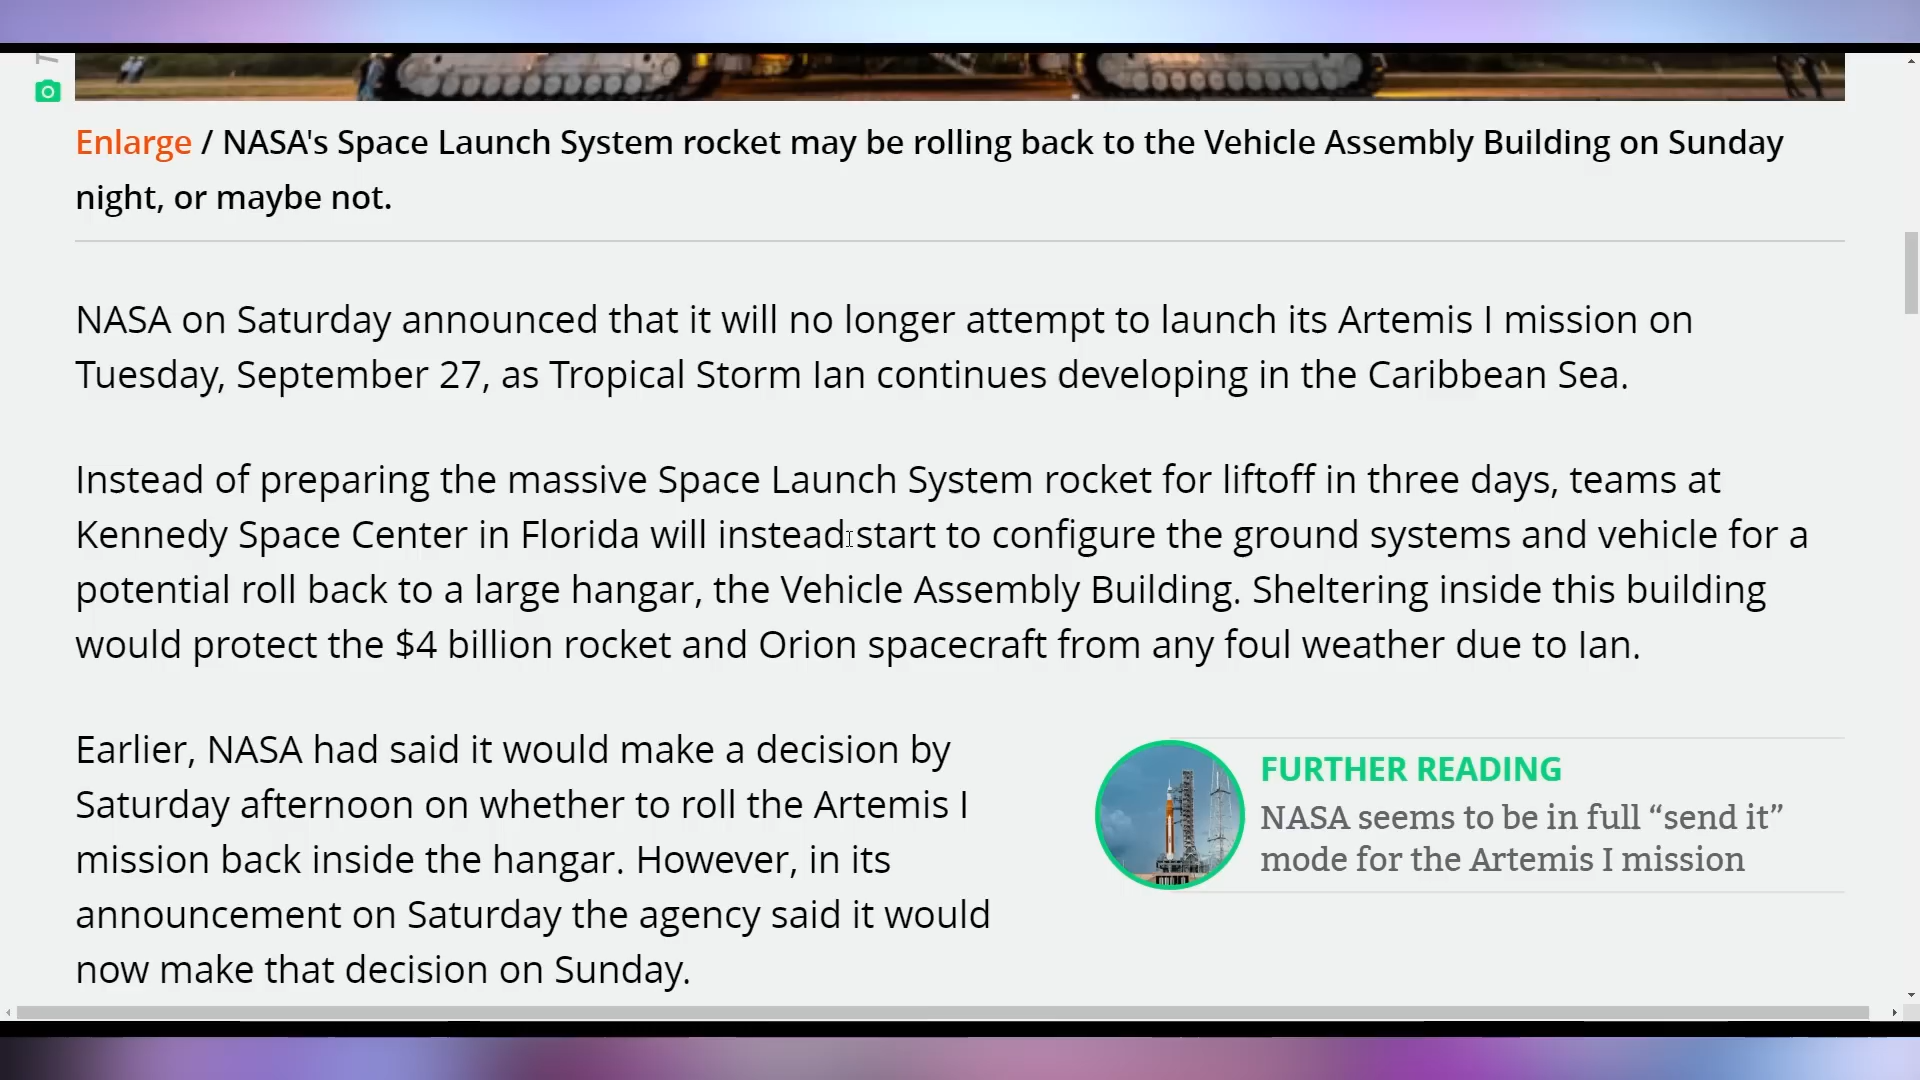 Enlarge / NASA's Space Launch System rocket may be rolling back to the Vehicle Assembly Building on Sunday
night, or maybe not.
NASA on Saturday announced that it will no longer attempt to launch its Artemis I mission on
Tuesday, September 27, as Tropical Storm Ian continues developing in the Caribbean Sea.
Instead of preparing the massive Space Launch System rocket for liftoff in three days, teams at
Kennedy Space Center in Florida will instead start to configure the ground systems and vehicle for a
potential roll back to a large hangar, the Vehicle Assembly Building. Sheltering inside this building
would protect the $4 billion rocket and Orion spacecraft from any foul weather due to Ian.
Earlier, NASA had said it would make a decision by
Saturday afternoon on whether to roll the Artemis I
mission back inside the hangar. However, in its
announcement on Saturday the agency said it would
now make that decision on Sunday.
FURTHER READING
NASA seems to be in full “send it”
mode for the Artemis I mission